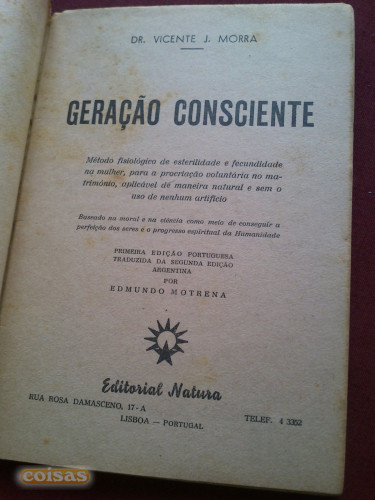 DR. VICENTE J. MORRA
GERAÇÃO CONSCIENTE
Método fisiológico de esterilidade e fecundidade
na mulher, para a procriação voluntária no ma-
trimónio, aplicável de maneira natural e sem o
uso de nenhum artifício
Baseado na moral e na ciência como meio de conseguir a
perfeição dos seres e o progresso espiritual da Humanidade
PRIMEIRA EDIÇÃO PORTUGUESA
TRADUZIDA DA SEGUNDA EDIÇÃO
ARGENTINA
POR
EDMUNDO MOTRENA
Editorial Natura
RUA ROSA DAMASCENO, 17-A
TELEF. 4 3352
LISBOA — PORTUGAL
coisas